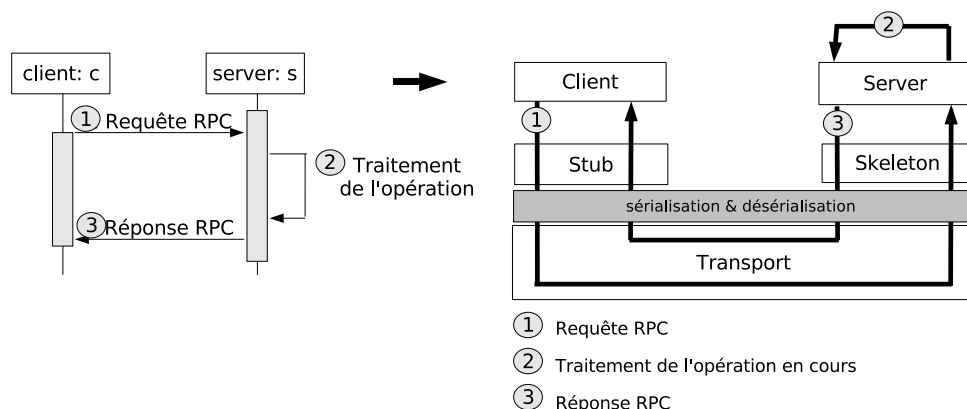 client: c
server: s
1 Requête RPC
2 Traitement
de l'opération
3 Réponse RPC
2
Client
Server
1
3
Stub
Skeleton
sérialisation & désérialisation
Transport
1 Requête RPC
2 Traitement de l'opération en cours
3 Réponse RPC